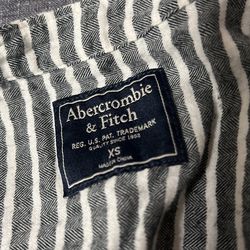 Abercrombie
& Fitch
REG. U.S. PAT. TRADEMARK
QUALITY SINCE 1892
XS
MADE IN CHINA